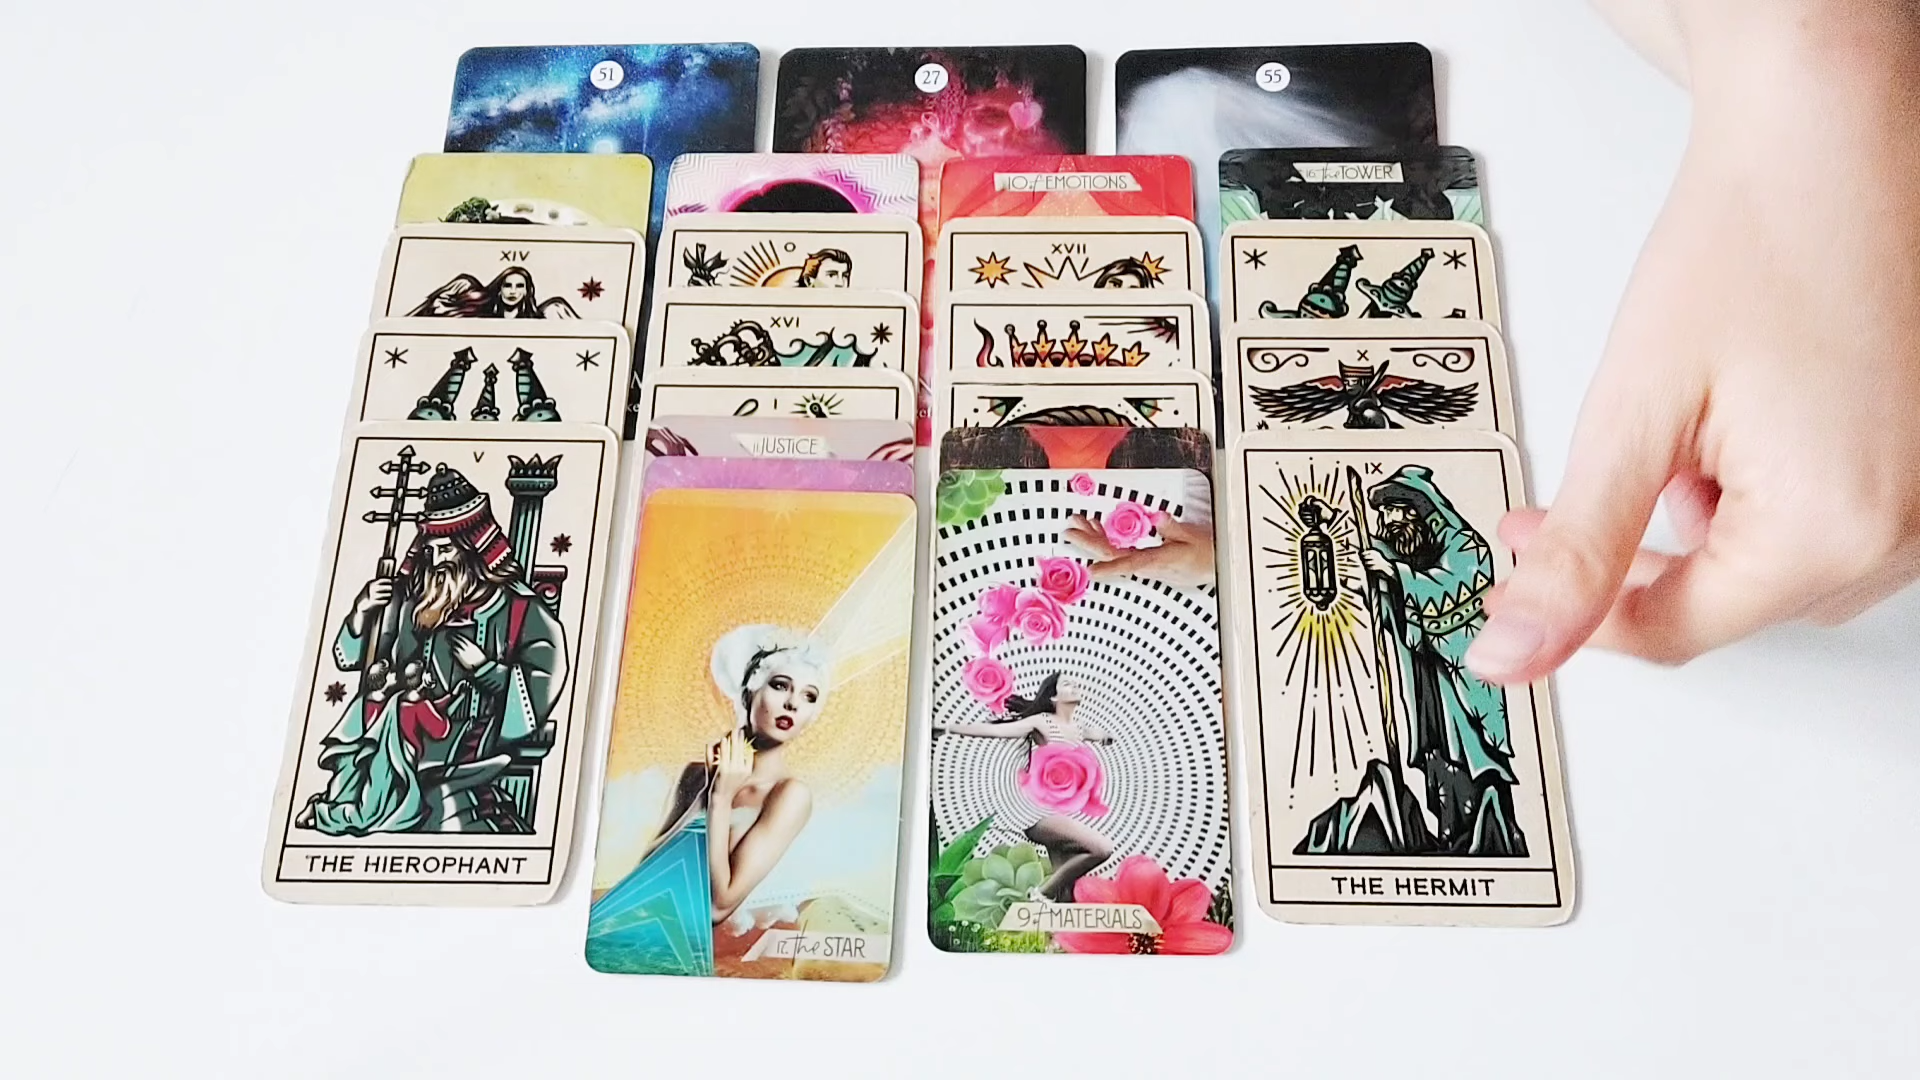 51
27
55
10 of EMOTIONS
16. the TOWER
XIV
0
XVII
XVI
X
I
11. JUSTICE
V
IX
THE HIEROPHANT
17. the STAR
9 of MATERIALS
THE HERMIT